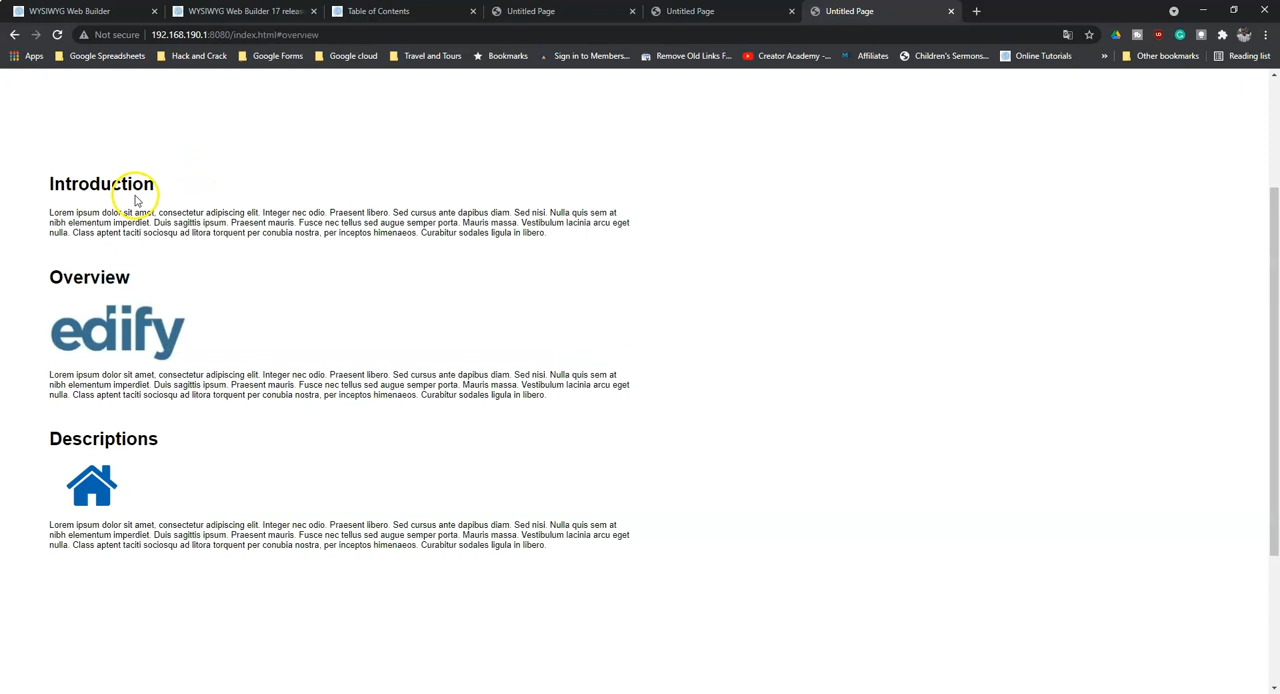 WYSIWYG Web Builder
WYSIWYG Web Builder 17 releas
Table of Contents
Untitled Page
Untitled Page
Untitled Page
Not secure
192.168.190.1:8080/index.html#overview
Apps
Google Spreadsheets
Hack and Crack
Google Forms
Google cloud
Travel and Tours
Bookmarks
Sign in to Members...
Remove Old Links F...
Creator Academy -...
Affiliates
Children's Sermons...
Online Tutorials
Other bookmarks
Reading list
Introduction
Lorem ipsum dolor sit amet, consectetur adipiscing elit. Integer nec odio. Praesent libero. Sed cursus ante dapibus diam. Sed nisi. Nulla quis sem at
nibh elementum imperdiet. Duis sagittis ipsum. Praesent mauris. Fusce nec tellus sed augue semper porta. Mauris massa. Vestibulum lacinia arcu eget
nulla. Class aptent taciti sociosqu ad litora torquent per conubia nostra, per inceptos himenaeos. Curabitur sodales ligula in libero.
Overview
edify
Lorem ipsum dolor sit amet, consectetur adipiscing elit. Integer nec odio. Praesent libero. Sed cursus ante dapibus diam. Sed nisi. Nulla quis sem at
nibh elementum imperdiet. Duis sagittis ipsum. Praesent mauris. Fusce nec tellus sed augue semper porta. Mauris massa. Vestibulum lacinia arcu eget
nulla. Class aptent taciti sociosqu ad litora torquent per conubia nostra, per inceptos himenaeos. Curabitur sodales ligula in libero.
Descriptions
Lorem ipsum dolor sit amet, consectetur adipiscing elit. Integer nec odio. Praesent libero. Sed cursus ante dapibus diam. Sed nisi. Nulla quis sem at
nibh elementum imperdiet. Duis sagittis ipsum. Praesent mauris. Fusce nec tellus sed augue semper porta. Mauris massa. Vestibulum lacinia arcu eget
nulla. Class aptent taciti sociosqu ad litora torquent per conubia nostra, per inceptos himenaeos. Curabitur sodales ligula in libero.